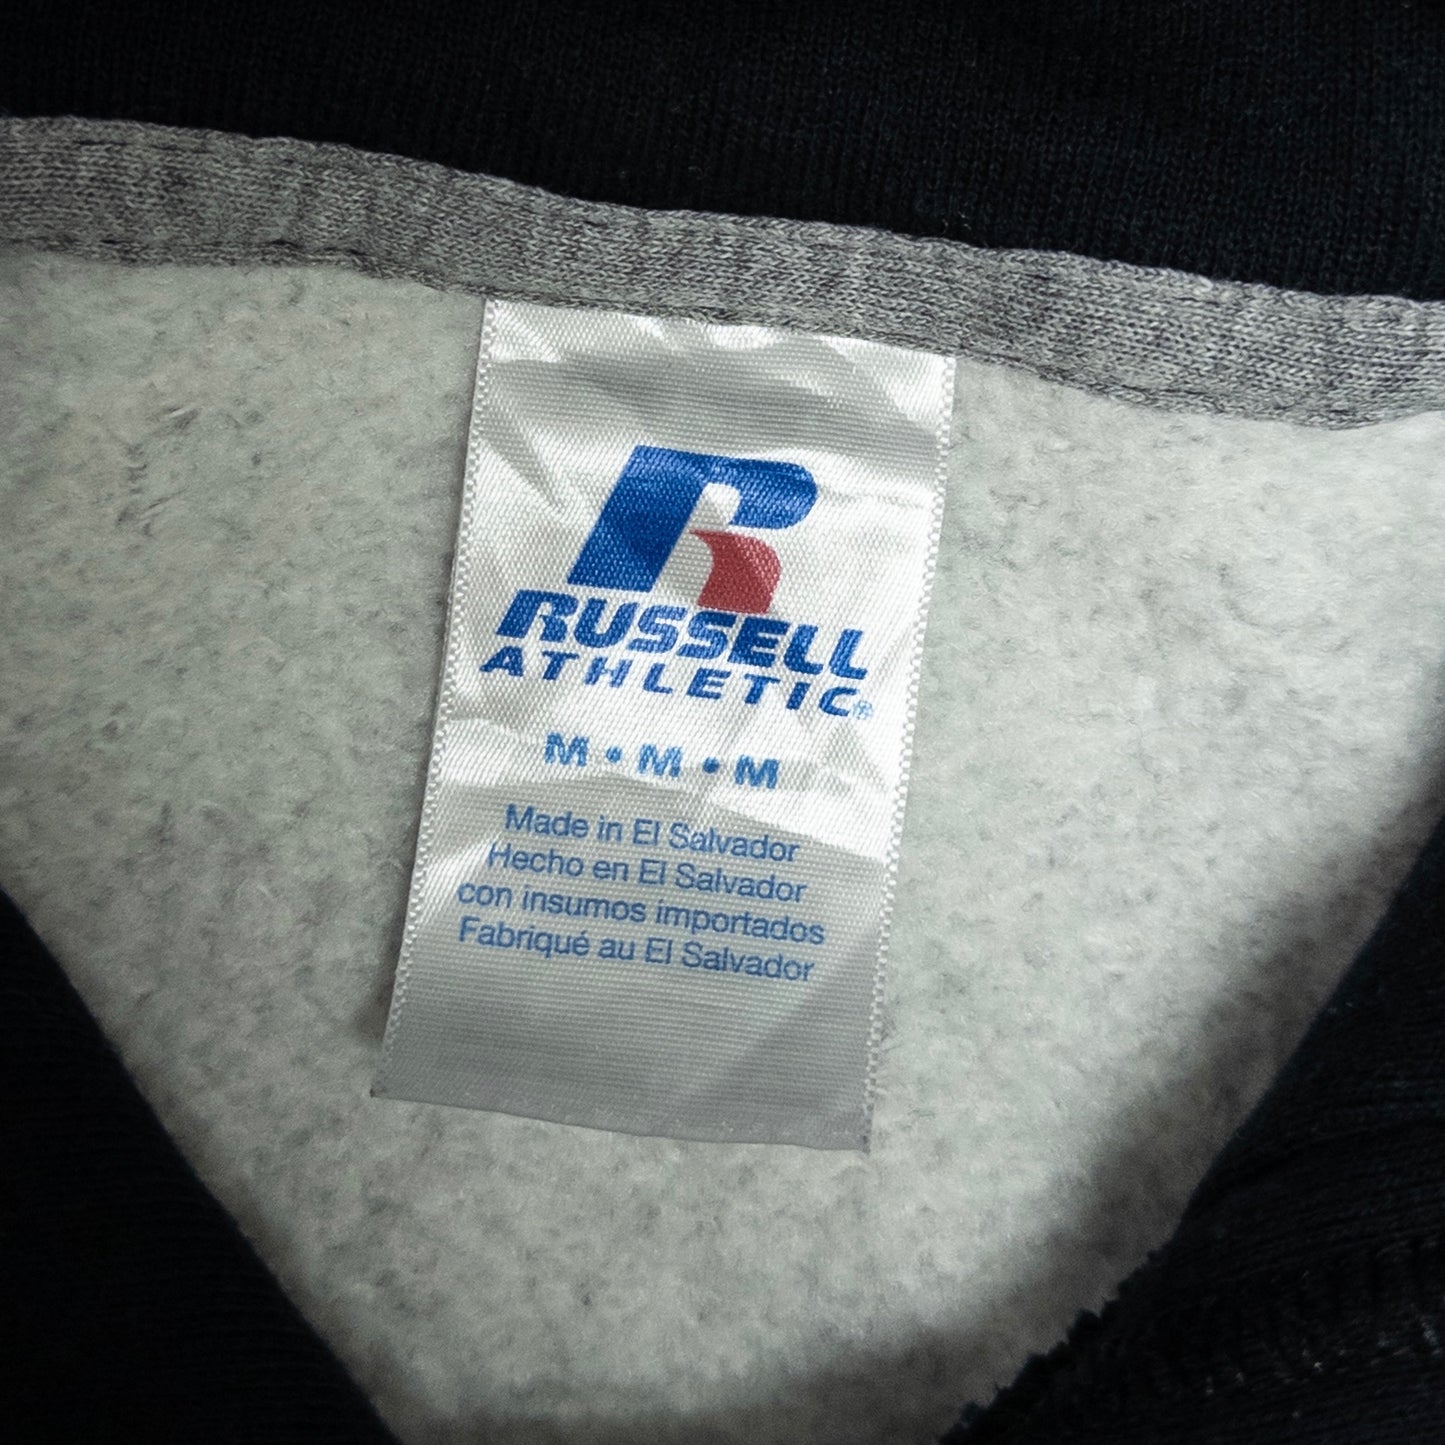 R
RUSSELL
ATHLETIC®
M • M • M
Made in El Salvador
Hecho en El Salvador
con insumos importados
Fabriqué au El Salvador